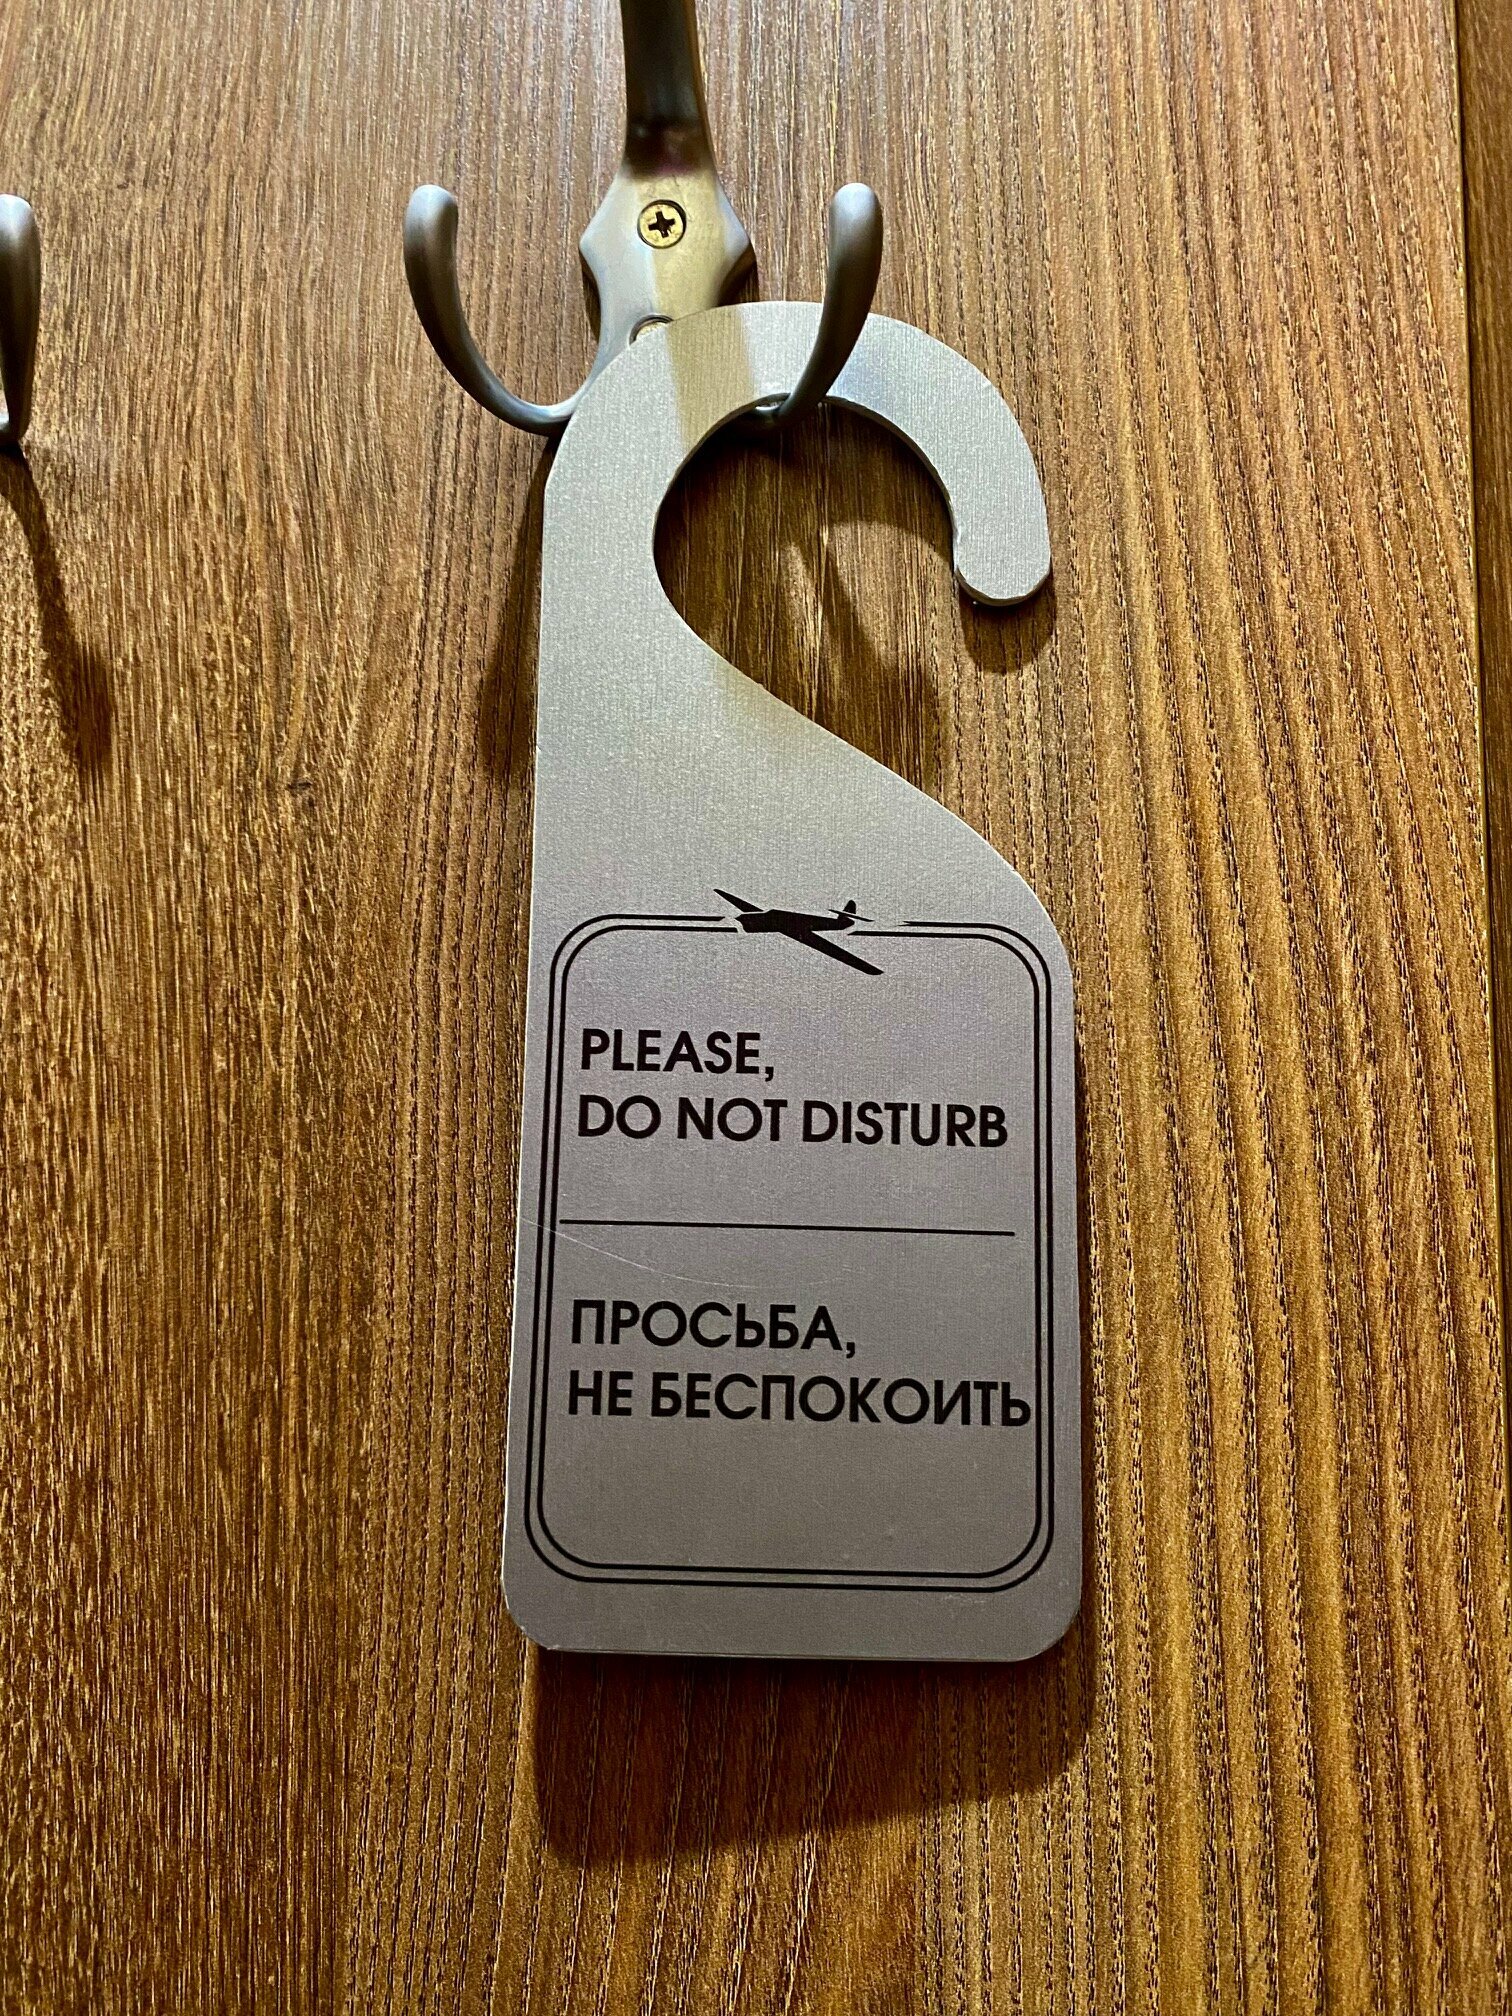 PLEASE,
DO NOT DISTURB
ПРОСЬБА,
НЕ БЕСПОКОИТЬ